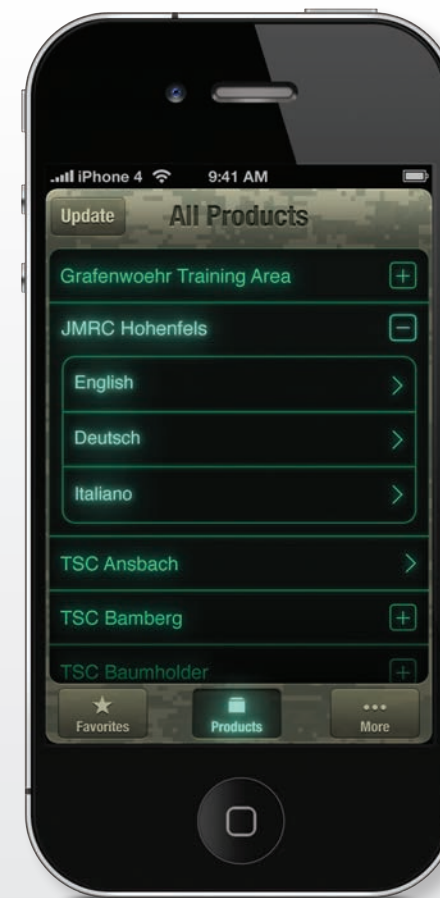 iPhone 4 9:41 AM
Update All Products
Grafenwoehr Training Area
JMRC Hohenfels
English
Deutsch
Italiano
TSC Ansbach
TSC Bamberg
TSC Baumholder
Favorites Products More